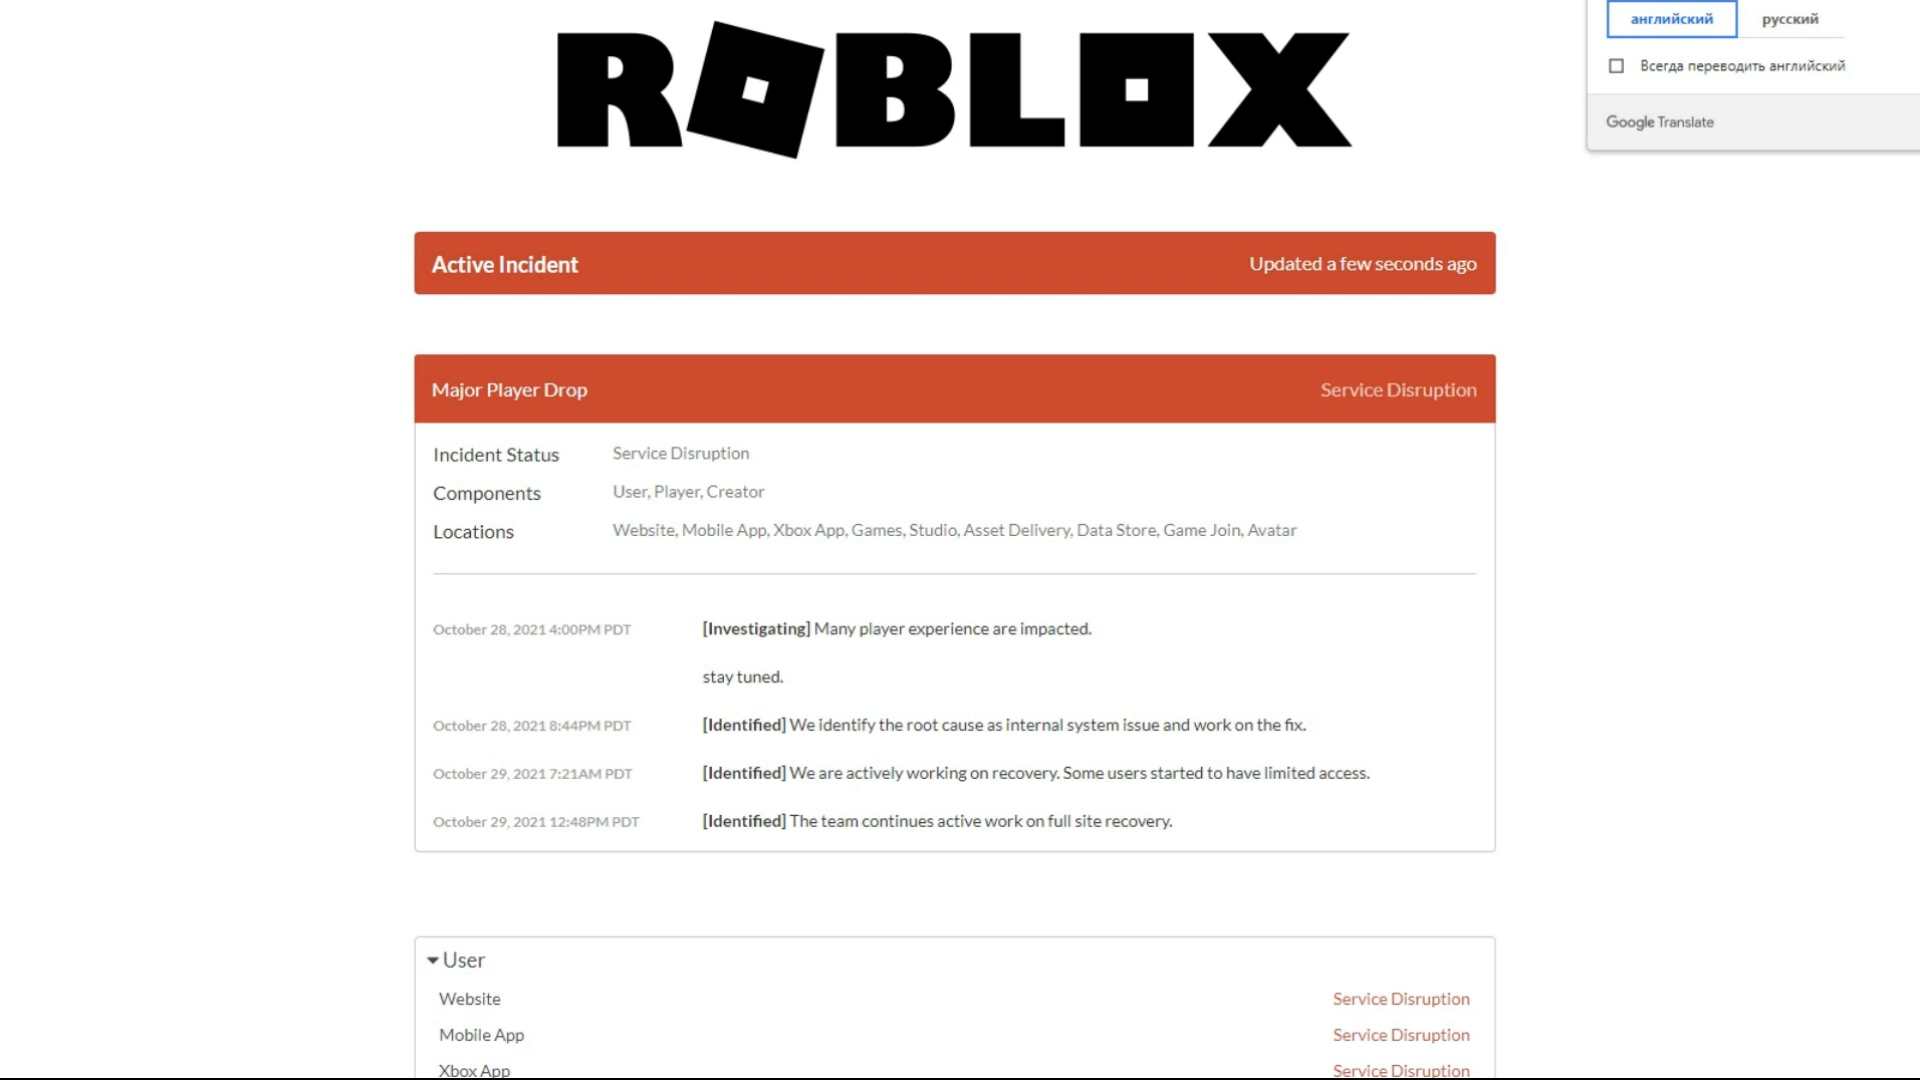 ROBLOX
английский русский
Всегда переводить английский
Google Translate
Active Incident Updated a few seconds ago
Major Player Drop Service Disruption
Incident Status Service Disruption
Components User, Player, Creator
Locations Website, Mobile App, Xbox App, Games, Studio, Asset Delivery, Data Store, Game Join, Avatar
October 28, 2021 4:00PM PDT [Investigating] Many player experience are impacted.
stay tuned.
October 28, 2021 8:44PM PDT [Identified] We identify the root cause as internal system issue and work on the fix.
October 29, 2021 7:21AM PDT [Identified] We are actively working on recovery. Some users started to have limited access.
October 29, 2021 12:48PM PDT [Identified] The team continues active work on full site recovery.
User
Website Service Disruption
Mobile App Service Disruption
Xbox App Service Disruption